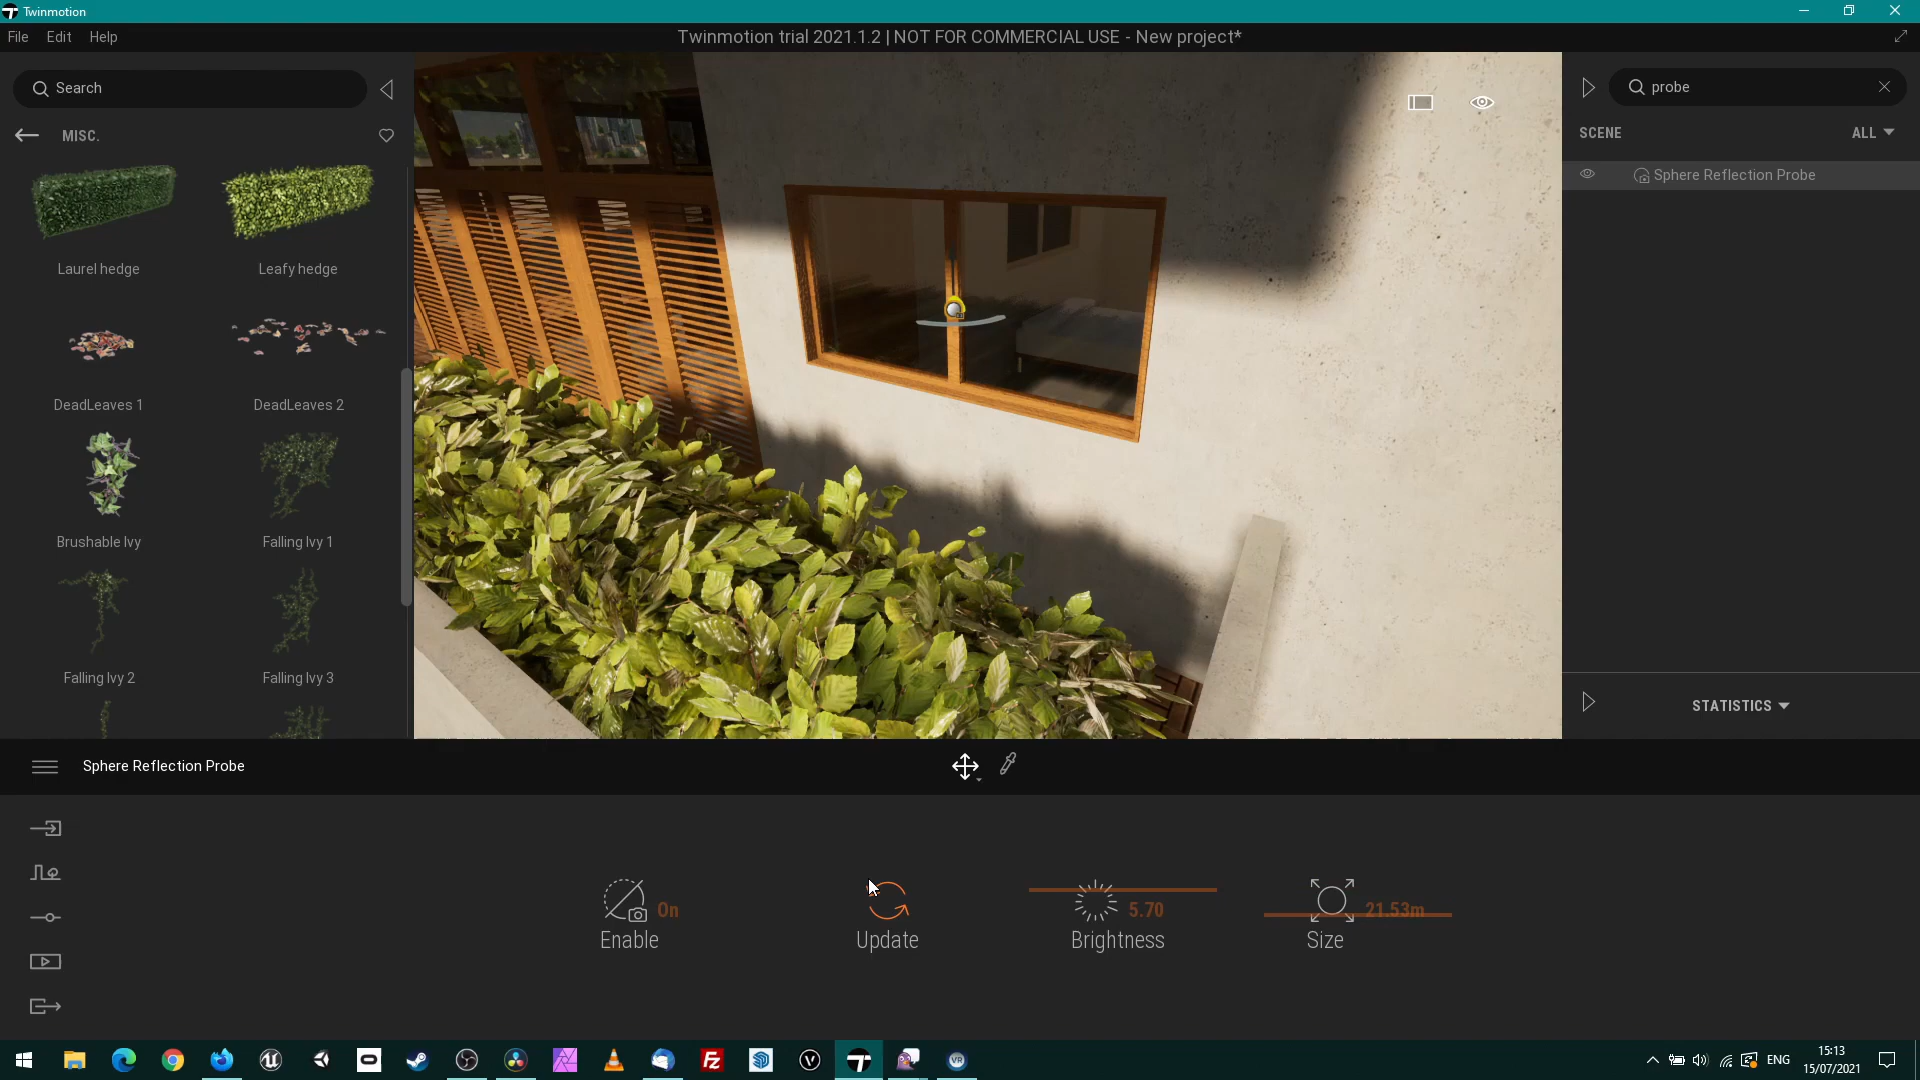 Twinmotion
File Edit Help
Twinmotion trial 2021.1.2 | NOT FOR COMMERCIAL USE - New project*
Search
MISC.
Laurel hedge
Leafy hedge
DeadLeaves 1
DeadLeaves 2
Brushable Ivy
Falling Ivy 1
Falling Ivy 2
Falling Ivy 3
probe
SCENE
ALL
Sphere Reflection Probe
STATISTICS
Sphere Reflection Probe
On
Enable
Update
5.70
Brightness
21.53m
Size
ENG
15:13
15/07/2021